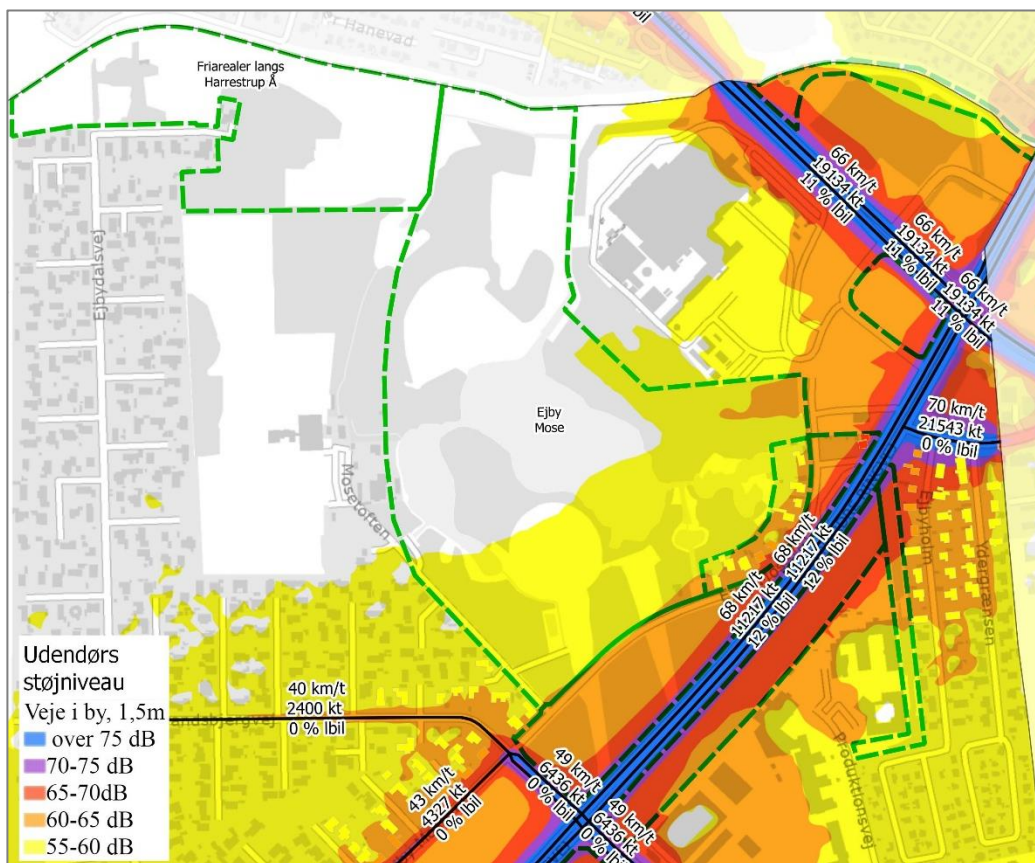 Hanevad
Friarealer langs
Harrestrup Å
Ejbydalsvej
66 km/t
19134 kt
11 % lbil
66 km/t
19134 kt
11 % lbil
66 km/t
19134 kt
11 % lbil
70 km/t
21543 kt
0 % lbil
Ejby
Mose
Mosetoften
Ejbyholm
Ydergrænsen
68 km/t
11217 kt
12 % lbil
68 km/t
11217 kt
12 % lbil
Udendørs
støjniveau
Veje i by, 1,5m
over 75 dB
70-75 dB
65-70dB
60-65 dB
55-60 dB
40 km/t
2400 kt
0 % lbil
43 km/t
4327 kt
0 % lbil
49 km/t
6436 kt
0 % lbil
49 km/t
6436 kt
0 % lbil
Produktionsvej